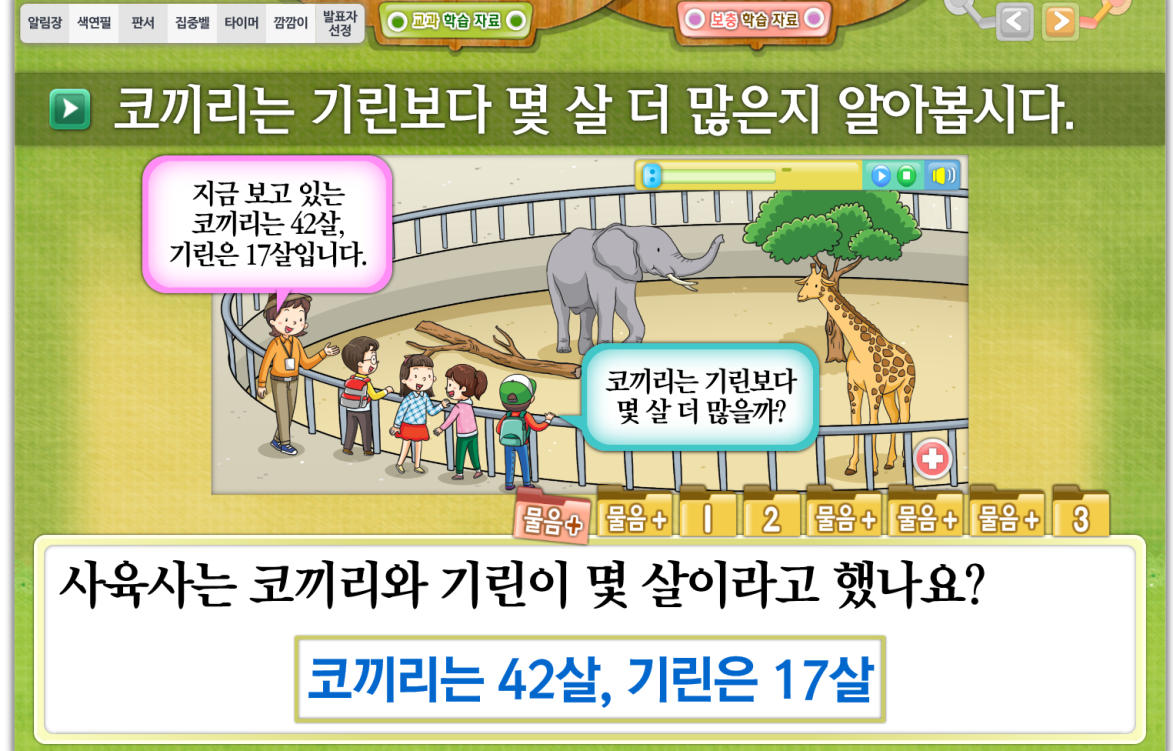 알림장 색연필 판서 집중벨 타이머 깜깜이 발표자 선정
교과 학습 자료
보충 학습 자료
코끼리는 기린보다 몇 살 더 많은지 알아봅시다.
지금 보고 있는
코끼리는 42살,
기린은 17살입니다.
코끼리는 기린보다
몇 살 더 많을까?
물음+ 물음+ 1 2 물음+ 물음+ 물음+ 3
사육사는 코끼리와 기린이 몇 살이라고 했나요?
코끼리는 42살, 기린은 17살